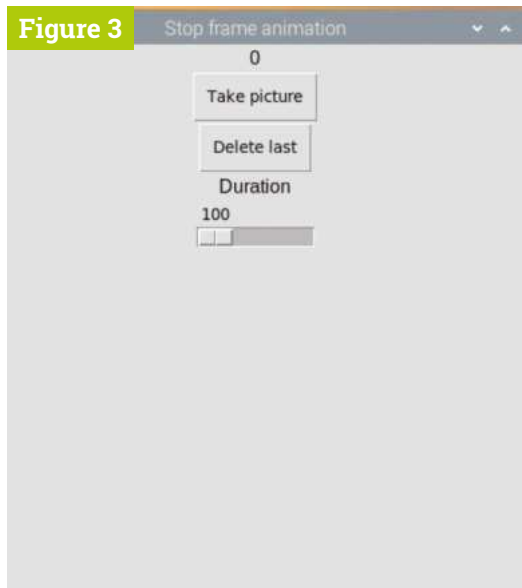 Figure 3
Stop frame animation
0
Take picture
Delete last
Duration
100